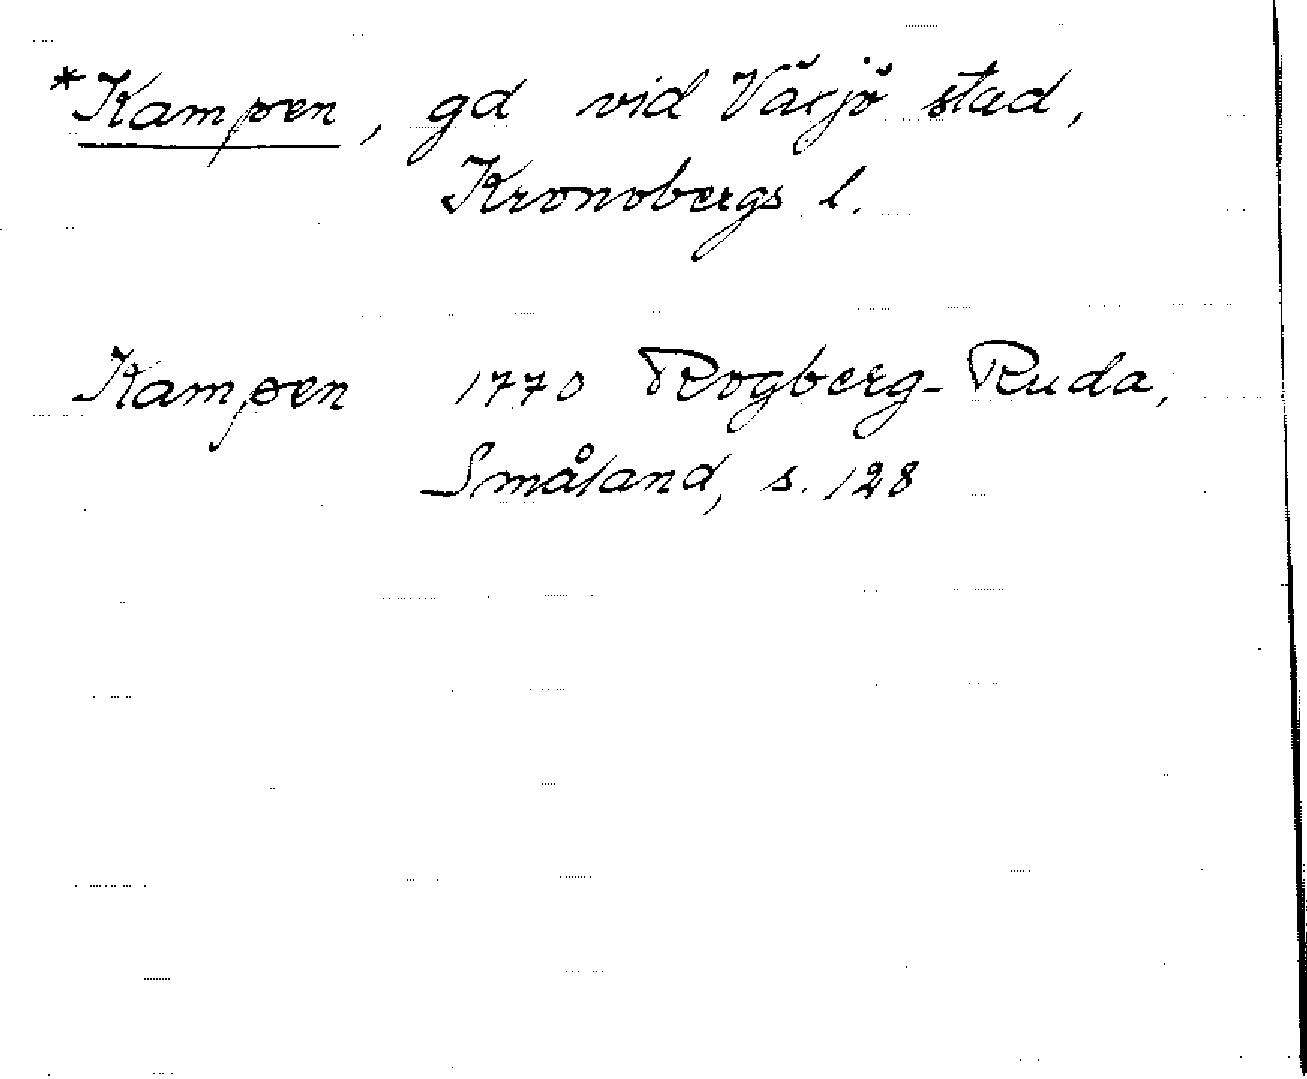 *Kampen, gd vid Växjö stad,
Kronobergs l.
Kampen 1770 Rogberg-Ruda,
Småland, s. 128